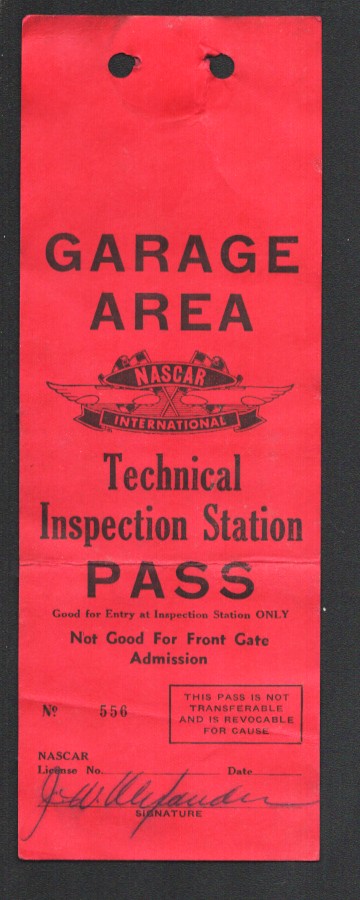 GARAGE
AREA
NASCAR
INTERNATIONAL
Technical
Inspection Station
PASS
Good for Entry at Inspection Station ONLY
Not Good For Front Gate
Admission
No 556
THIS PASS IS NOT
TRANSFERABLE
AND IS REVOCABLE
FOR CAUSE
NASCAR
License No. Date
J. W. Alexander
SIGNATURE